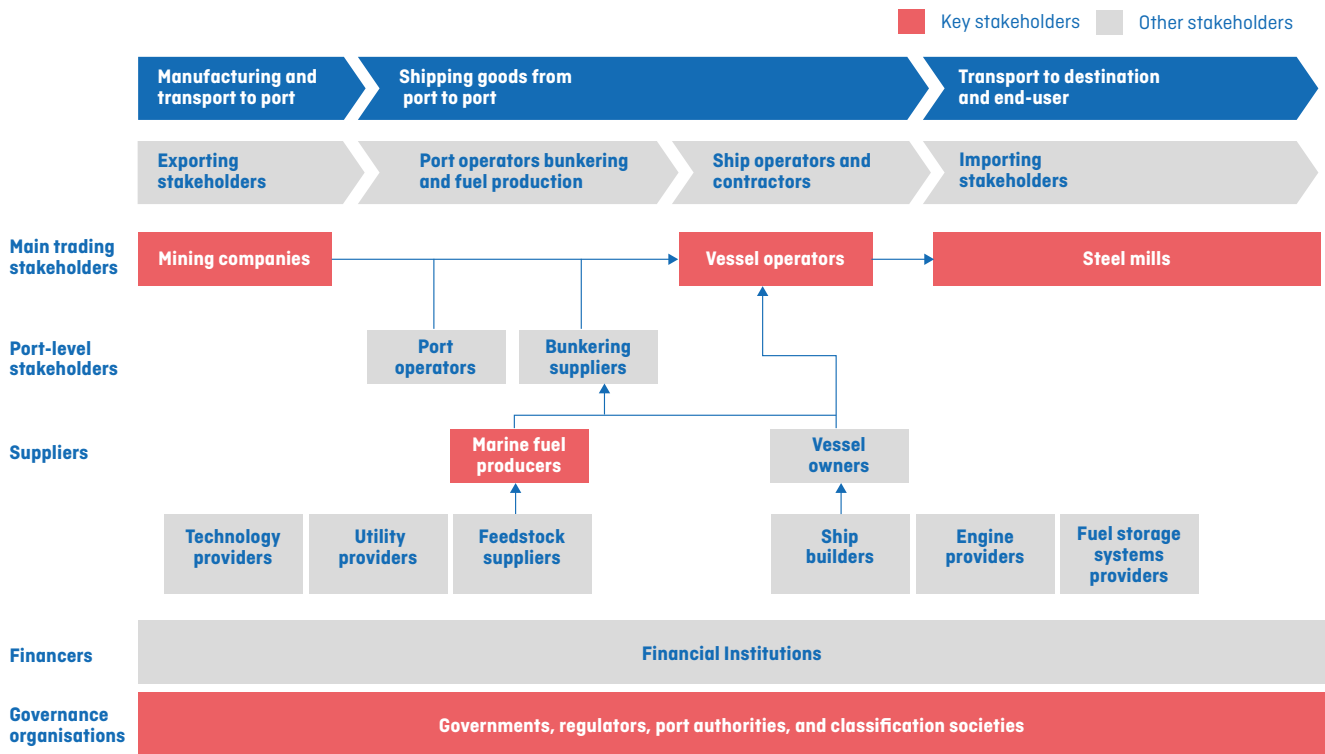 Key stakeholders
Other stakeholders
Manufacturing and
transport to port
Shipping goods from
port to port
Transport to destination
and end-user
Exporting
stakeholders
Port operators bunkering
and fuel production
Ship operators and
contractors
Importing
stakeholders
Main trading
stakeholders
Mining companies
Vessel operators
Steel mills
Port-level
stakeholders
Port
operators
Bunkering
suppliers
Suppliers
Marine fuel
producers
Vessel
owners
Technology
providers
Utility
providers
Feedstock
suppliers
Ship
builders
Engine
providers
Fuel storage
systems
providers
Financers
Financial Institutions
Governance
organisations
Governments, regulators, port authorities, and classification societies